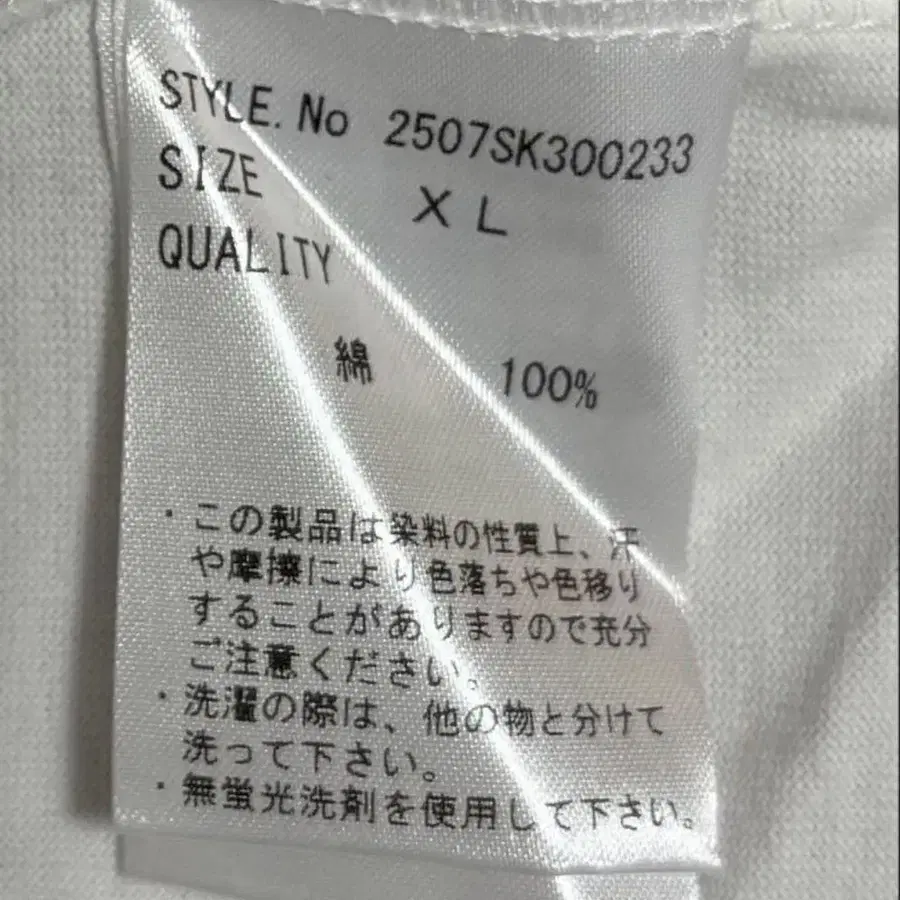 STYLE. No 2507SK300233
SIZE XL
QUALITY
綿 100%
・この製品は染料の性質上、汗
や摩擦により色落ちや色移り
することがありますので充分
ご注意ください。
・洗濯の際は、他の物と分けて
洗って下さい。
・無蛍光洗剤を使用して下さい。